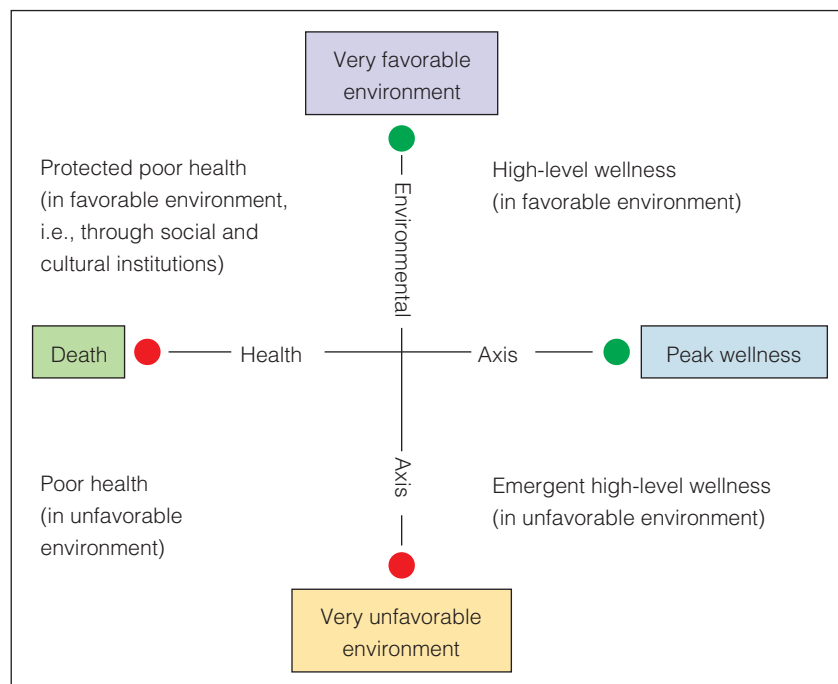 Very favorable
environment
Protected poor health
(in favorable environment,
i.e., through social and
cultural institutions)
High-level wellness
(in favorable environment)
Environmental
Death
Health
Axis
Peak wellness
Axis
Poor health
(in unfavorable
environment)
Emergent high-level wellness
(in unfavorable environment)
Very unfavorable
environment